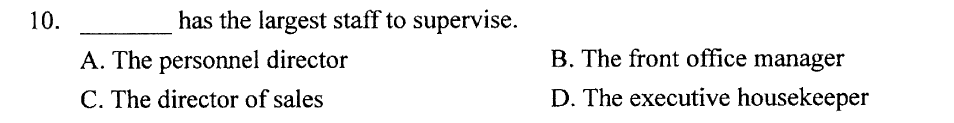 10. ________ has the largest staff to supervise.
A. The personnel director B. The front office manager
C. The director of sales D. The executive housekeeper